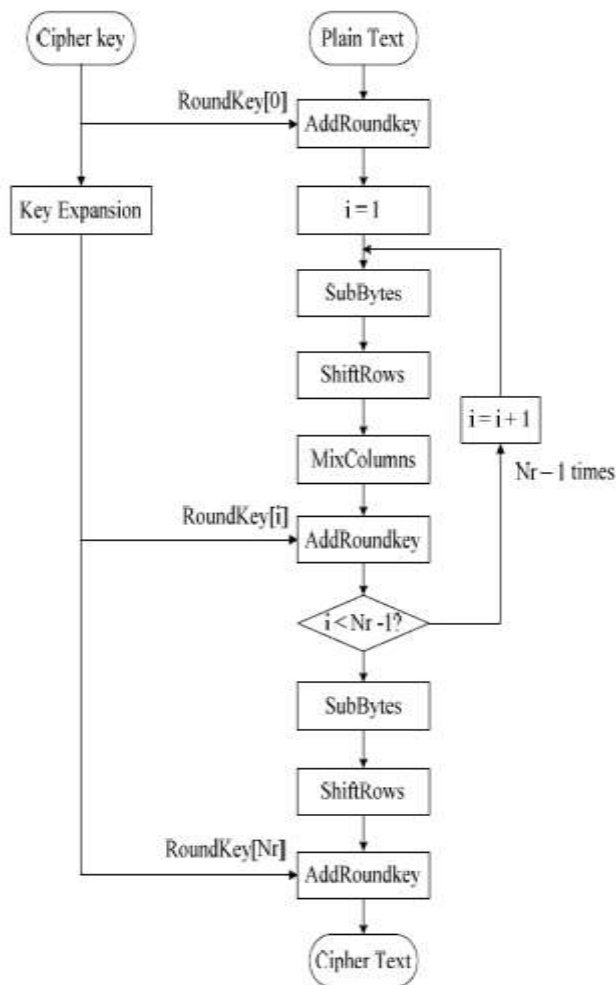 Cipher key
Plain Text
RoundKey[0]
AddRoundkey
Key Expansion
i = 1
SubBytes
ShiftRows
i = i + 1
MixColumns
Nr – 1 times
RoundKey[i]
AddRoundkey
i < Nr -1?
SubBytes
ShiftRows
RoundKey[Nr]
AddRoundkey
Cipher Text